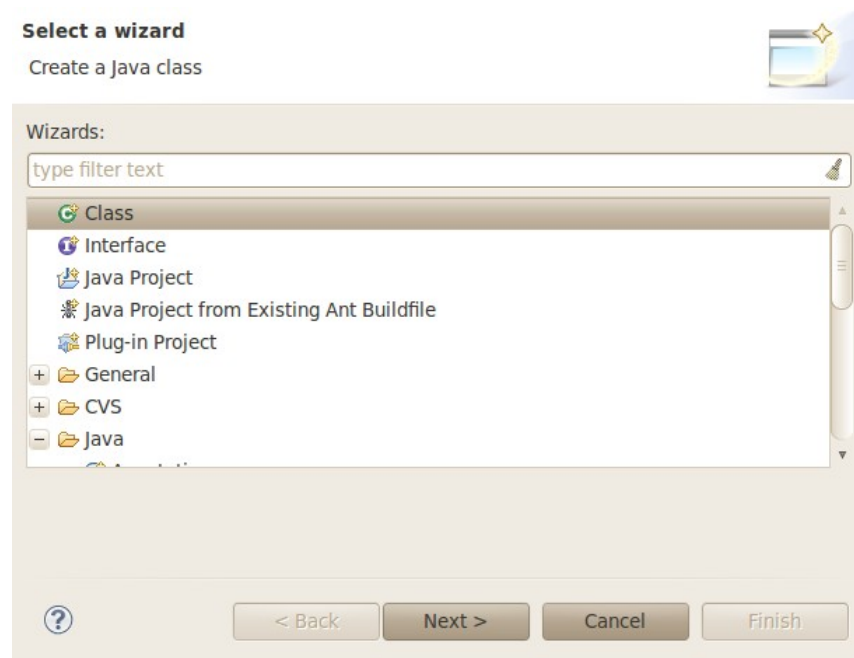 Select a wizard
Create a Java class
Wizards:
type filter text
Class
Interface
Java Project
Java Project from Existing Ant Buildfile
Plug-in Project
General
CVS
Java
< Back Next > Cancel Finish